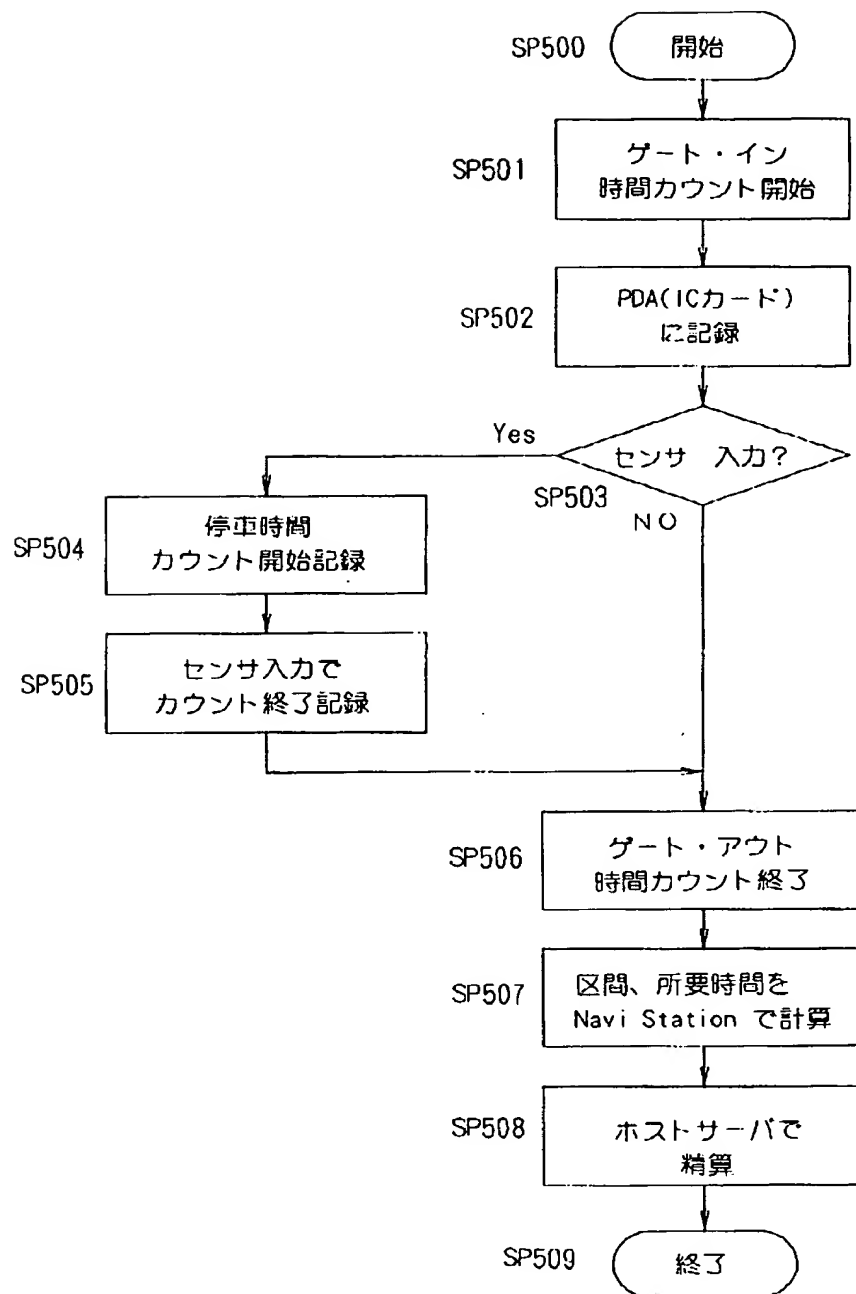 SP500
開始
SP501
ゲート・イン
時間カウント開始
SP502
PDA(ICカード)
に記録
Yes
センサ 入力?
SP503
NO
SP504
停車時間
カウント開始記録
SP505
センサ入力で
カウント終了記録
SP506
ゲート・アウト
時間カウント終了
SP507
区間、所要時間を
Navi Station で計算
SP508
ホストサーバで
精算
SP509
終了